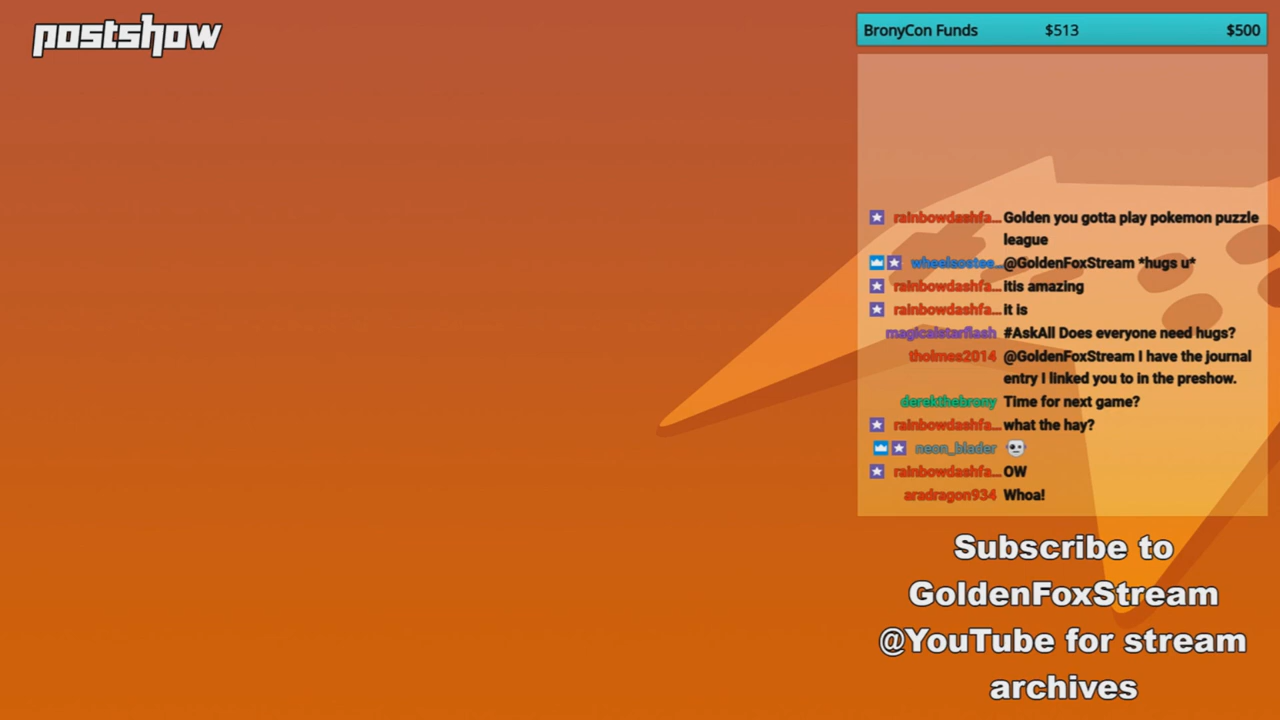 postshow
BronyCon Funds $513 $500
rainbowdashfa... Golden you gotta play pokemon puzzle
league
wheelsostee... @GoldenFoxStream *hugs u*
rainbowdashfa... itis amazing
rainbowdashfa... it is
magicalstarflash #AskAll Does everyone need hugs?
tholmes2014 @GoldenFoxStream I have the journal
entry I linked you to in the preshow.
derekthebrony Time for next game?
rainbowdashfa... what the hay?
neon_blader
rainbowdashfa... OW
aradragon934 Whoa!
Subscribe to
GoldenFoxStream
@YouTube for stream
archives